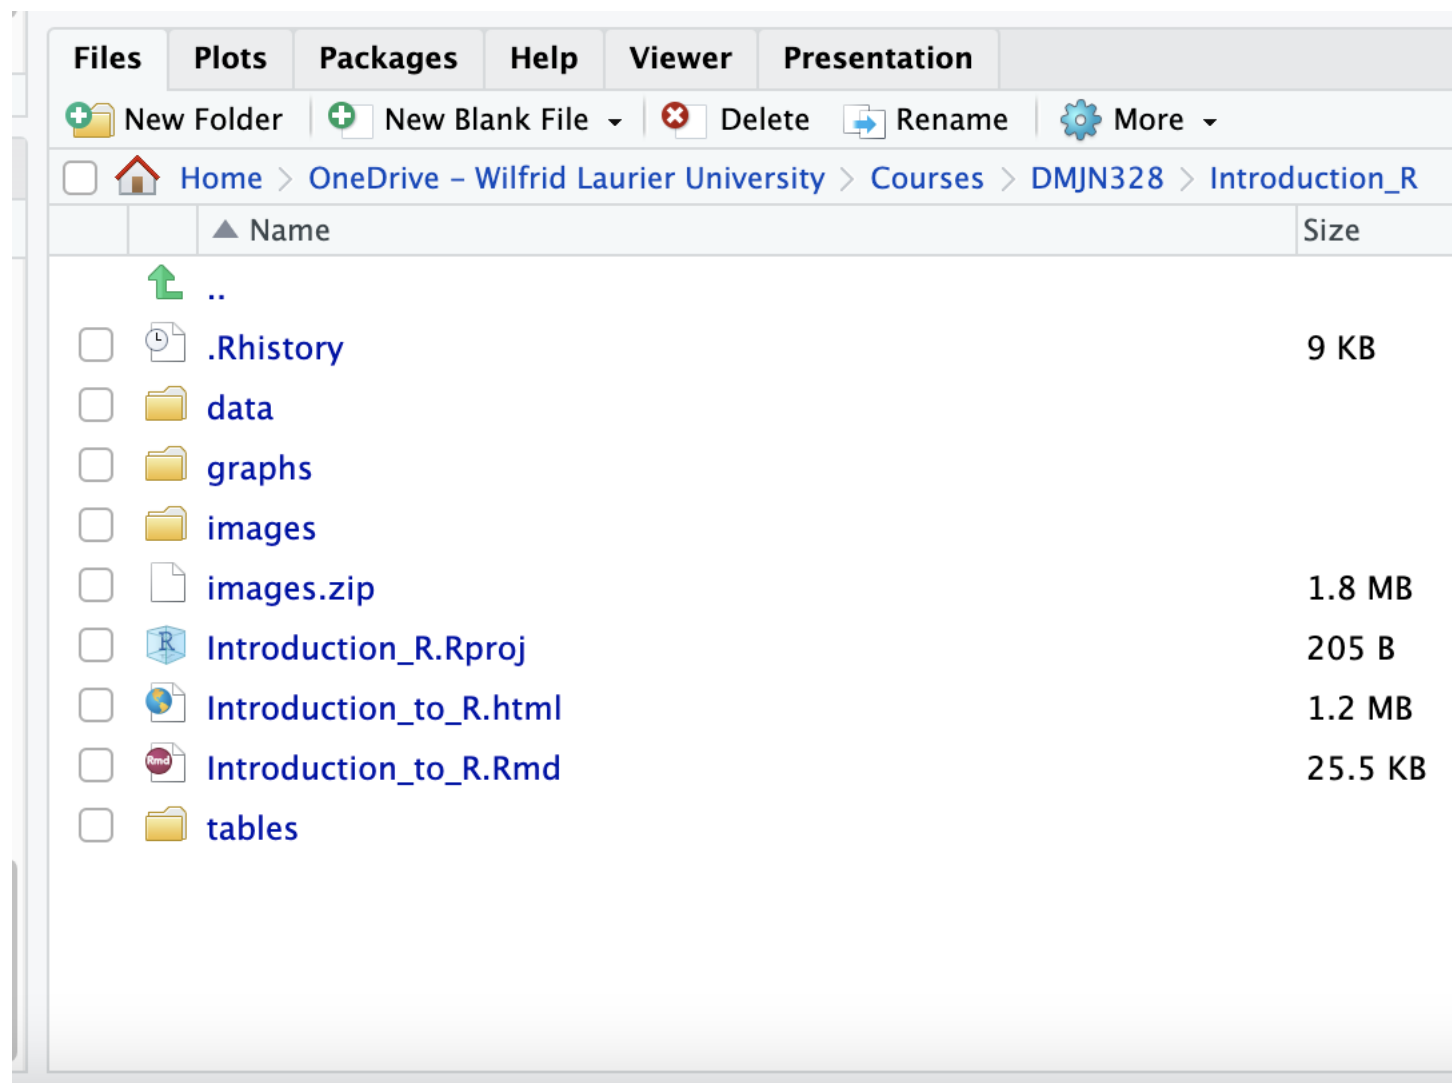 Files Plots Packages Help Viewer Presentation
New Folder New Blank File Delete Rename More
Home OneDrive – Wilfrid Laurier University Courses DMJN328 Introduction_R
Name Size
..
.Rhistory 9 KB
data
graphs
images
images.zip 1.8 MB
R Introduction_R.Rproj 205 B
Introduction_to_R.html 1.2 MB
Rmd Introduction_to_R.Rmd 25.5 KB
tables